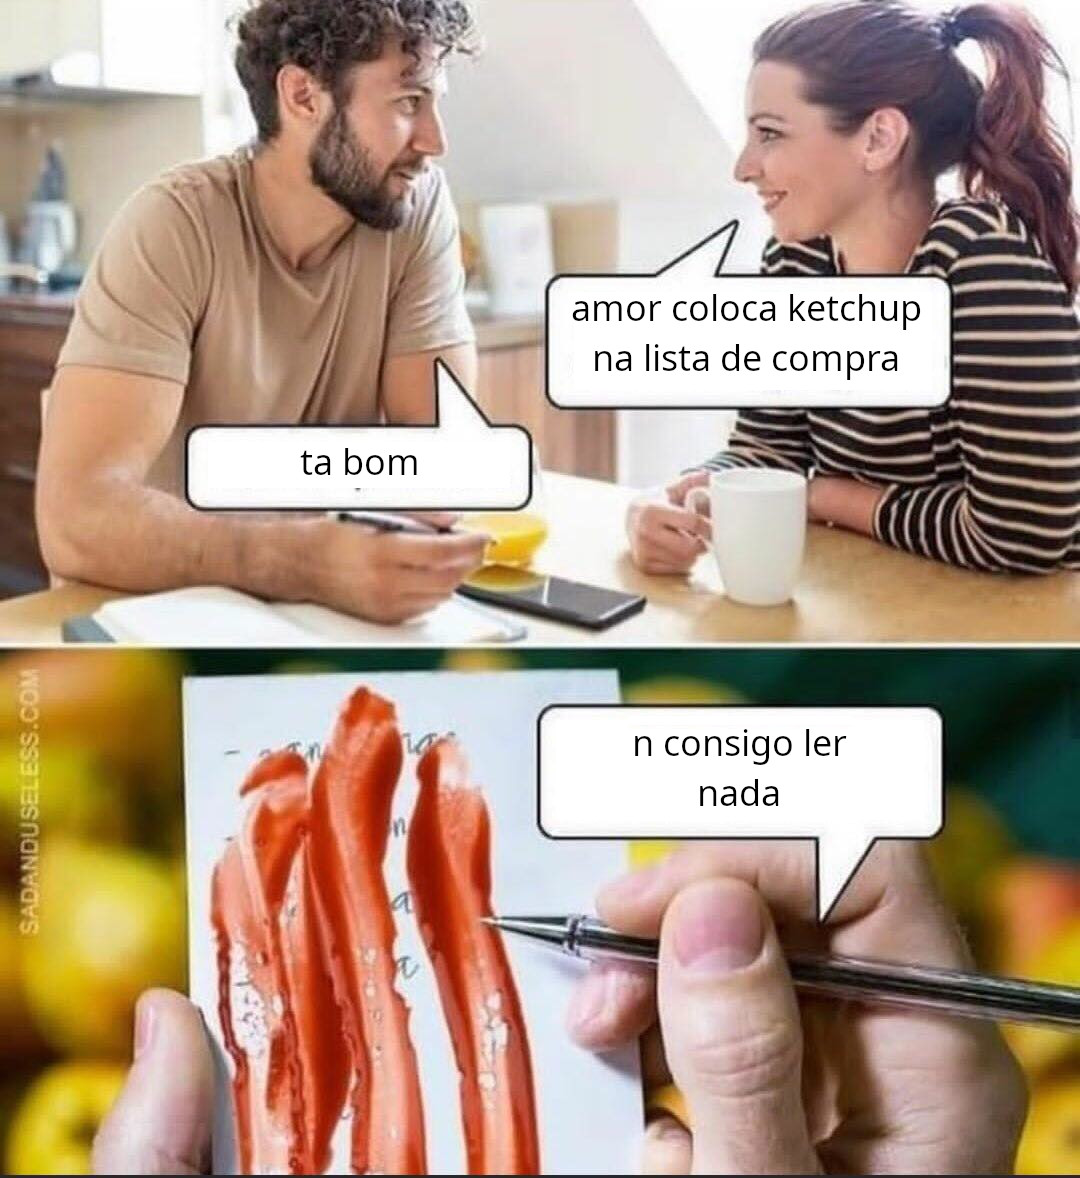 amor coloca ketchup
na lista de compra
ta bom
n consigo ler
nada
SADANDUSELESS.COM